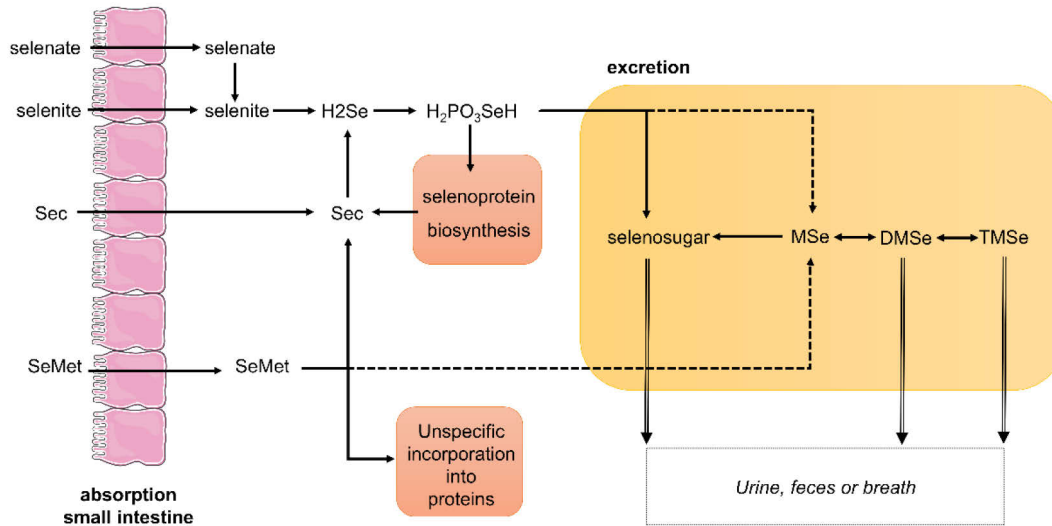 selenate
selenate
excretion
selenite
selenite
H2Se
H₂PO₃SeH
selenoprotein
biosynthesis
Sec
Sec
selenosugar
MSe
DMSe
TMSe
SeMet
SeMet
Unspecific
incorporation
into
proteins
Urine, feces or breath
absorption
small intestine